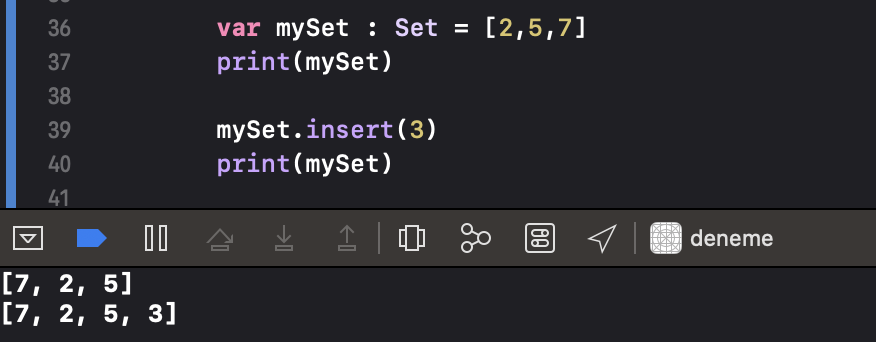 36 var mySet : Set = [2,5,7]
37 print(mySet)
38
39 mySet.insert(3)
40 print(mySet)
41
deneme
[7, 2, 5]
[7, 2, 5, 3]